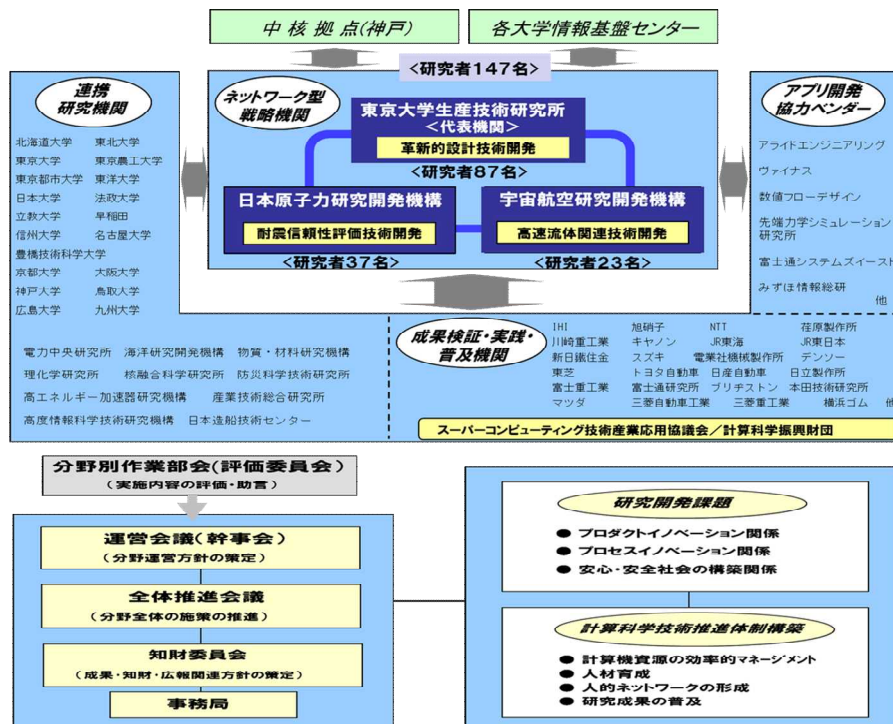 中核拠点(神戸)
各大学情報基盤センター
<研究者147名>
連携
研究機関
北海道大学 東北大学
東京大学 東京農工大学
東京都市大学 東洋大学
日本大学 法政大学
立教大学 早稲田
信州大学 名古屋大学
豊橋技術科学大学
京都大学 大阪大学
神戸大学 鳥取大学
広島大学 九州大学
電力中央研究所 海洋研究開発機構 物質・材料研究機構
理化学研究所 核融合科学研究所 防災科学技術研究所
高エネルギー加速器研究機構 産業技術総合研究所
高度情報科学技術研究機構 日本造船技術センター
ネットワーク型
戦略機関
東京大学生産技術研究所
<代表機関>
革新的設計技術開発
<研究者87名>
日本原子力研究開発機構
耐震信頼性評価技術開発
<研究者37名>
宇宙航空研究開発機構
高速流体関連技術開発
<研究者23名>
アプリ開発
協力ベンダー
アライドエンジニアリング
ヴァイナス
数値フローデザイン
先端力学シミュレーション
研究所
富士通システムズイースト
みずほ情報総研
他
成果検証・実践・
普及機関
IHI 旭硝子 NTT 荏原製作所
川崎重工業 キヤノン JR東海 JR東日本
新日鐵住金 スズキ 電業社機械製作所 デンソー
東芝 トヨタ自動車 日産自動車 日立製作所
富士重工業 富士通研究所 ブリヂストン 本田技術研究所
マツダ 三菱自動車工業 三菱重工業 横浜ゴム 他
スーパーコンピューティング技術産業応用協議会／計算科学振興財団
分野別作業部会(評価委員会)
(実施内容の評価・助言)
運営会議(幹事会)
(分野運営方針の策定)
全体推進会議
(分野全体の施策の推進)
知財委員会
(成果・知財・広報関連方針の策定)
事務局
研究開発課題
● プロダクトイノベーション関係
● プロセスイノベーション関係
● 安心・安全社会の構築関係
計算科学技術推進体制構築
● 計算機資源の効率的マネージメント
● 人材育成
● 人的ネットワークの形成
● 研究成果の普及